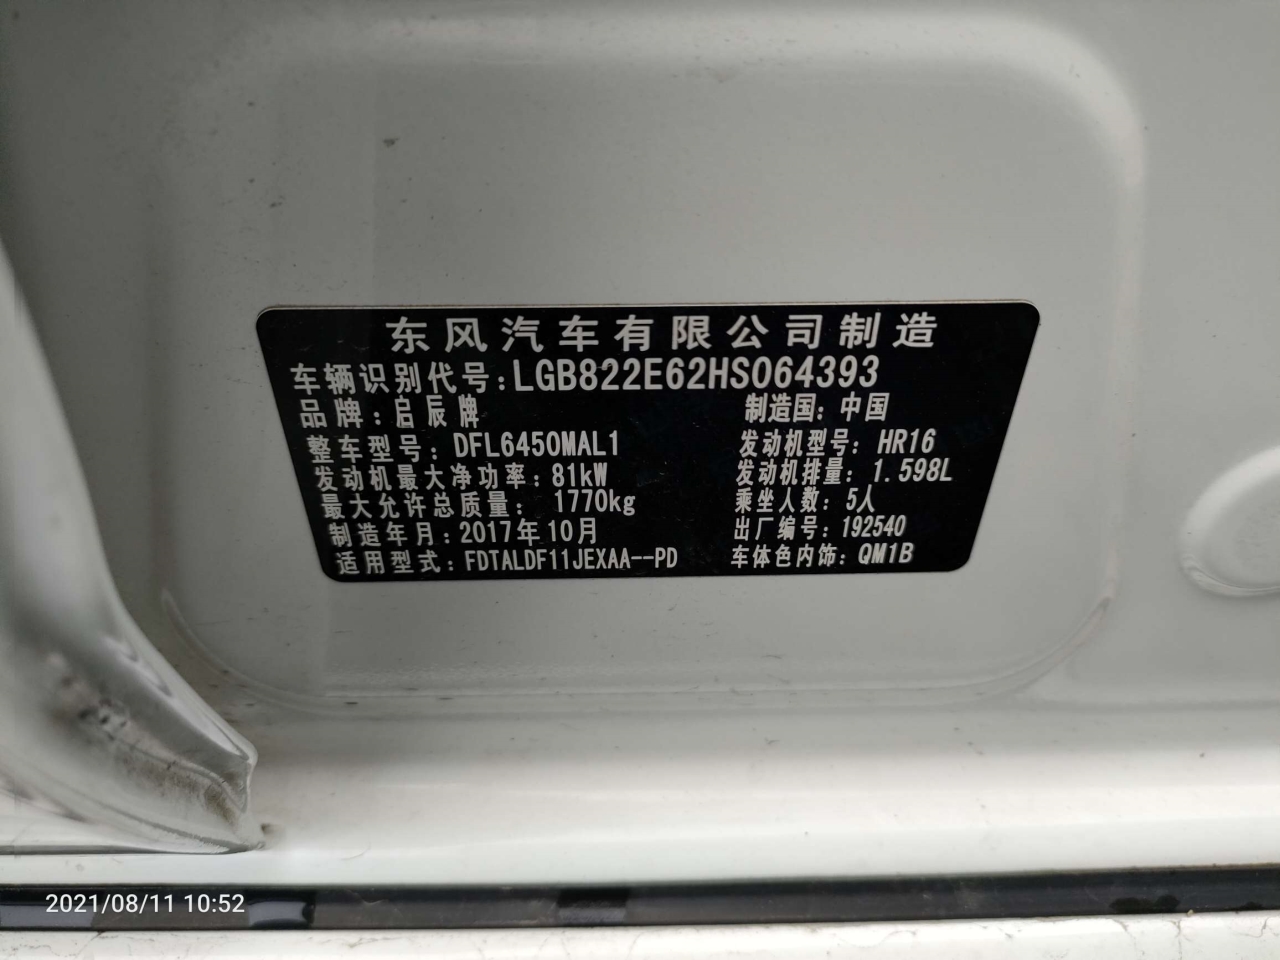 东风汽车有限公司制造
车辆识别代号:LGB822E62HS064393
品牌:启辰牌 制造国:中国
整车型号:DFL6450MAL1 发动机型号:HR16
发动机最大净功率:81kW 发动机排量:1.598L
最大允许总质量: 1770kg 乘坐人数:5人
制造年月:2017年10月 出厂编号:192540
适用型式:FDTALDF11JEXAA--PD 车体色内饰:QM1B
2021/08/11 10:52